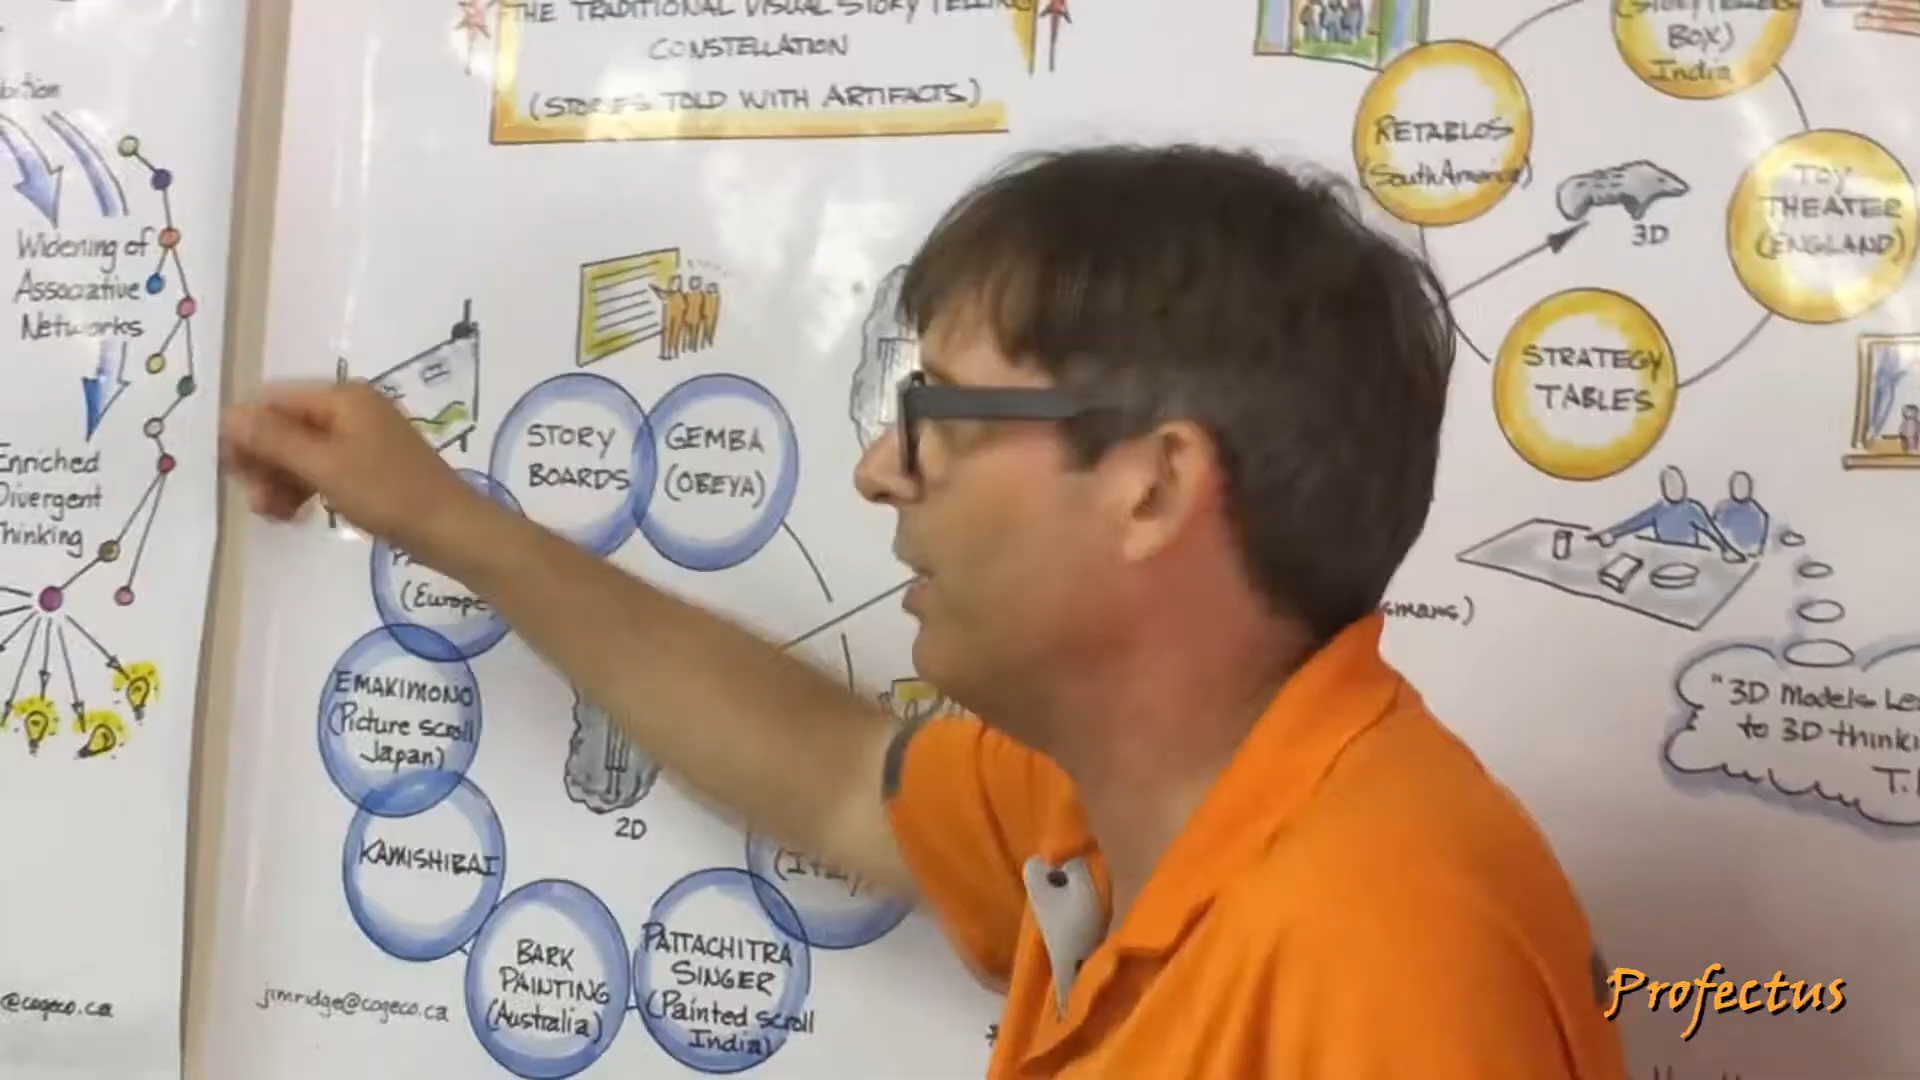 THE TRADITIONAL VISUAL STORY TELLING
CONSTELLATION
(STORIES TOLD WITH ARTIFACTS)
BOX)
India
RETABLOS
(South America)
TOY
THEATER
(ENGLAND)
3D
STRATEGY
TABLES
Widening of
Associative
Networks
Enriched
Divergent
Thinking
STORY
BOARDS
GEMBA
(OBEYA)
(Europe)
EMAKIMONO
(Picture scroll
Japan)
KAMISHIBAI
2D
BARK
PAINTING
(Australia)
PATTACHITRA
SINGER
(Painted scroll
India)
"3D Models
to 3D
@cogeco.ca
jimridge@cogeco.ca
Profectus